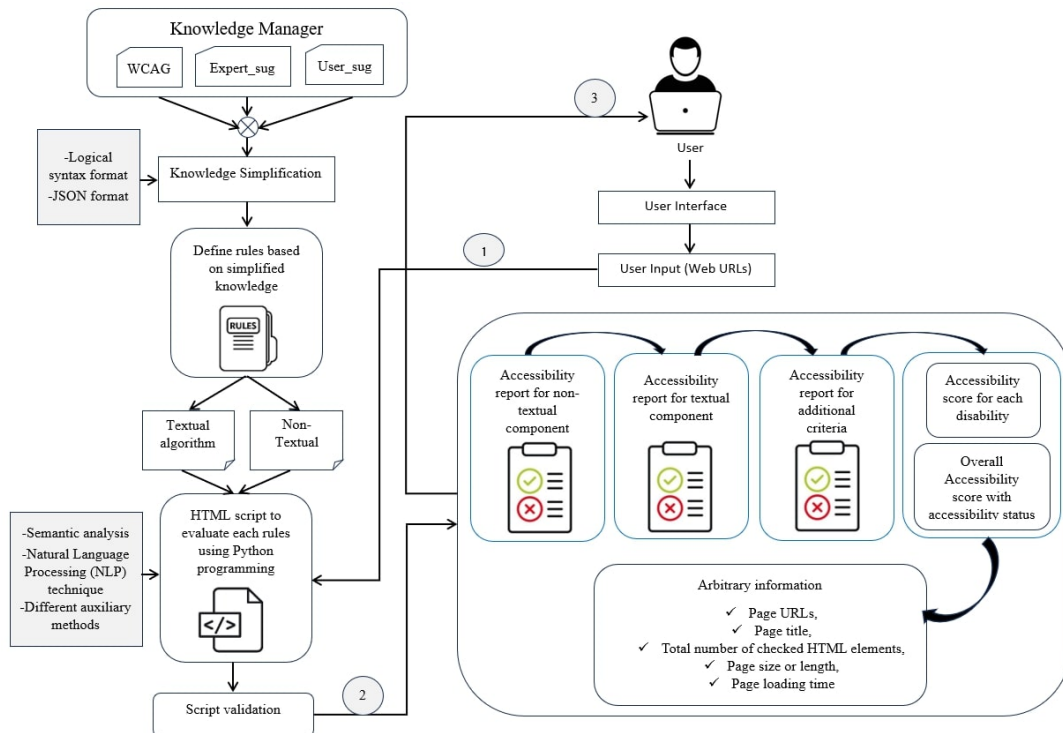 Knowledge Manager
WCAG
Expert_sug
User_sug
-Logical
syntax format
-JSON format
Knowledge Simplification
Define rules based
on simplified
knowledge
RULES
Textual
algorithm
Non-
Textual
-Semantic analysis
-Natural Language
Processing (NLP)
technique
-Different auxiliary
methods
HTML script to
evaluate each rules
using Python
programming
</>
Script validation
1
2
3
User
User Interface
User Input (Web URLs)
Accessibility
report for non-
textual
component
Accessibility
report for textual
component
Accessibility
report for
additional
criteria
Accessibility
score for each
disability
Overall
Accessibility
score with
accessibility status
Arbitrary information
✓ Page URLs,
✓ Page title,
✓ Total number of checked HTML elements,
✓ Page size or length,
✓ Page loading time